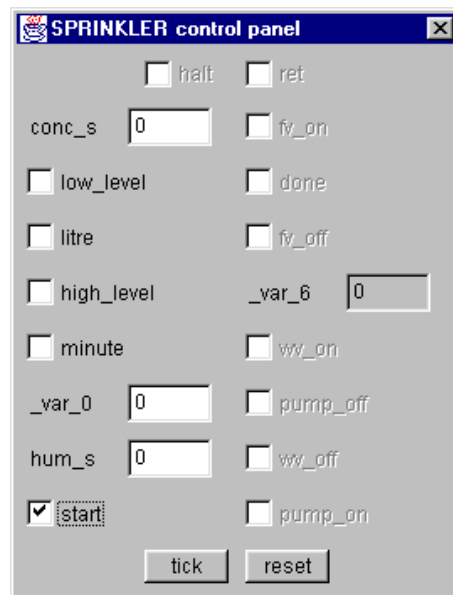 SPRINKLER control panel
halt ret
conc_s 0 fv_on
low_level done
litre fv_off
high_level _var_6 0
minute wv_on
_var_0 0 pump_off
hum_s 0 wv_off
start pump_on
tick reset